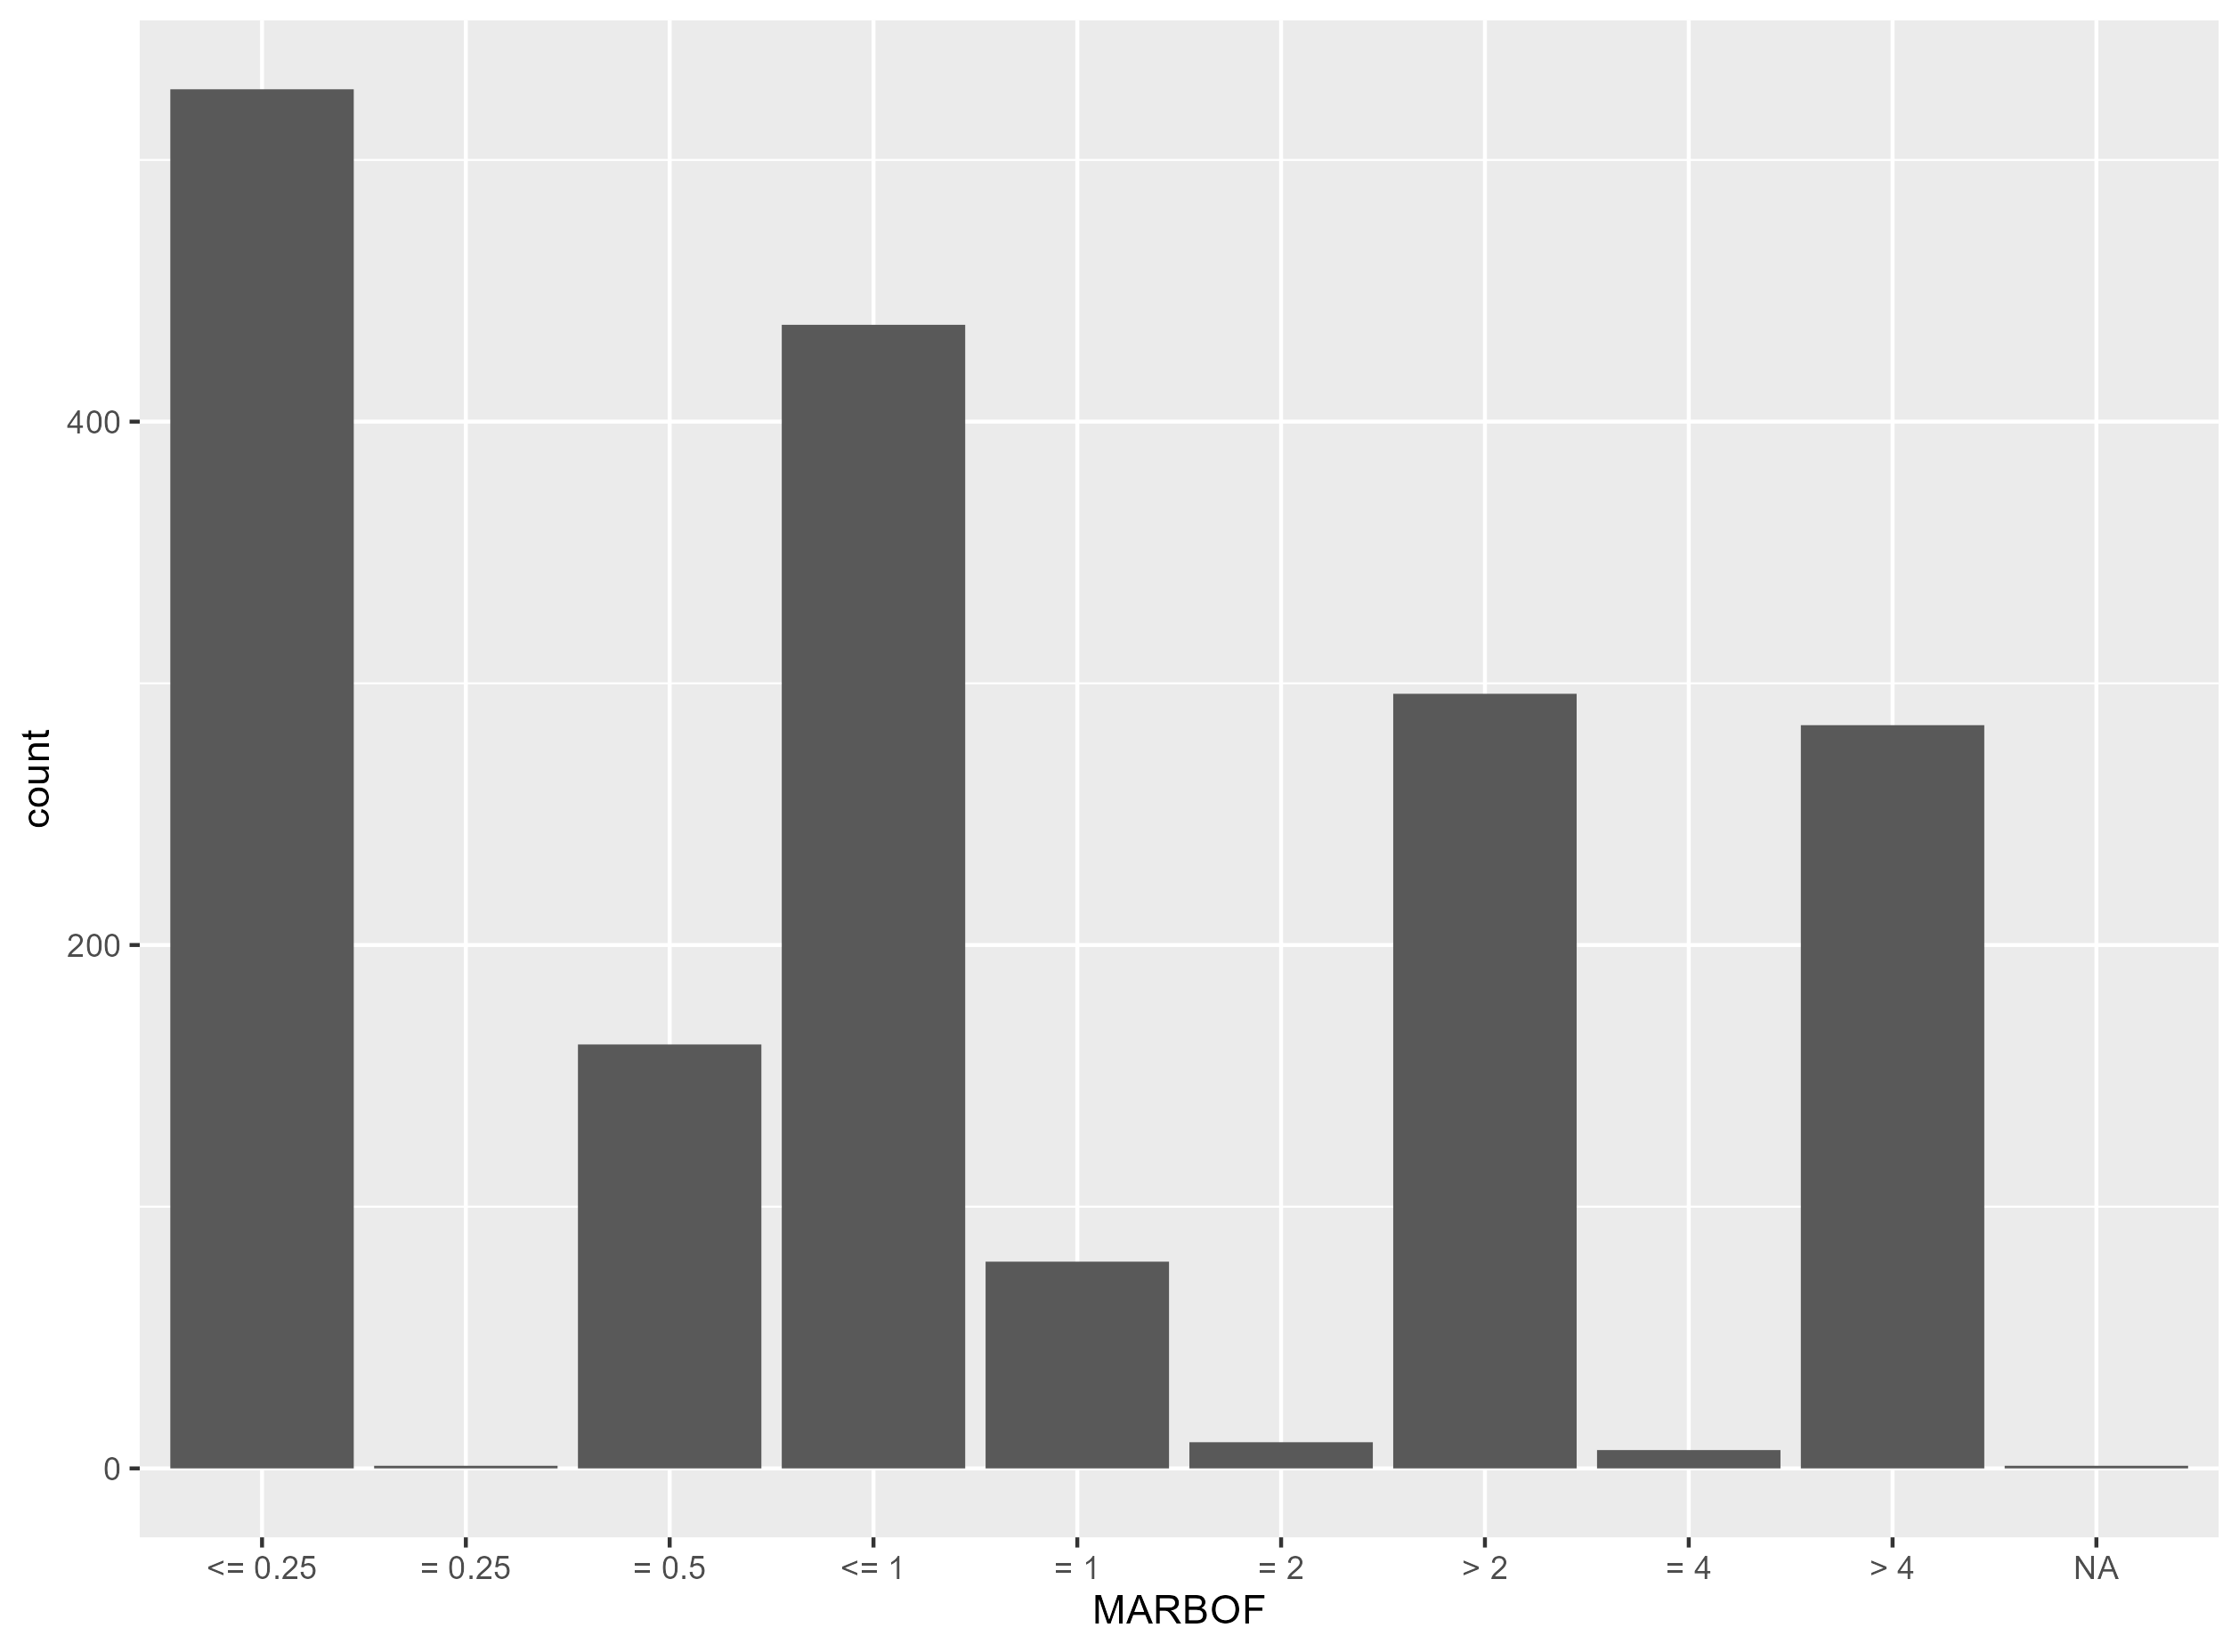 count
400
200
0
<= 0.25 = 0.25 = 0.5 <= 1 = 1 = 2 > 2 = 4 > 4 NA
MARBOF